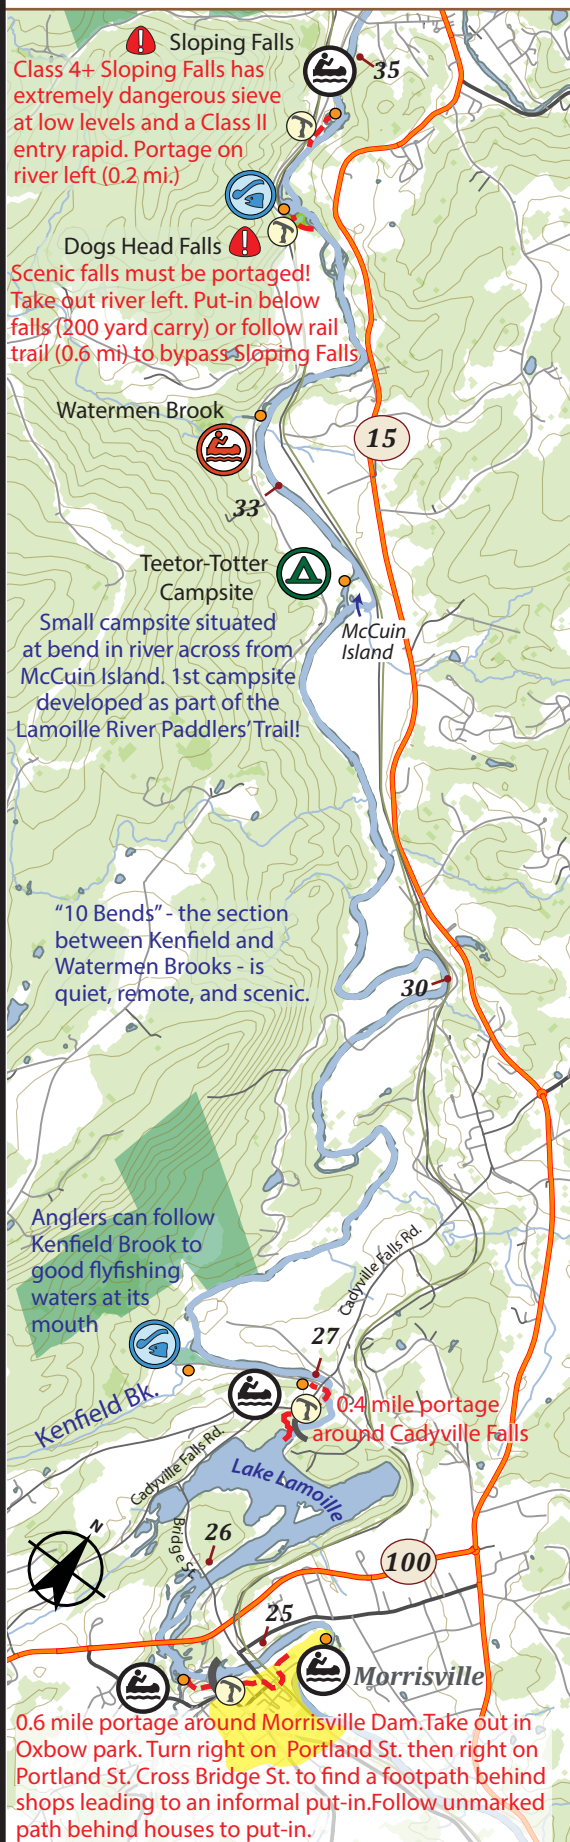 Sloping Falls
35
Class 4+ Sloping Falls has
extremely dangerous sieve
at low levels and a Class II
entry rapid. Portage on
river left (0.2 mi.)
Dogs Head Falls
Scenic falls must be portaged!
Take out river left. Put-in below
falls (200 yard carry) or follow rail
trail (0.6 mi) to bypass Sloping Falls
Watermen Brook
15
33
Teetor-Totter
Campsite
Small campsite situated
at bend in river across from
McCuin Island. 1st campsite
developed as part of the
Lamoille River Paddlers' Trail!
McCuin
Island
"10 Bends" - the section
between Kenfield and
Watermen Brooks - is
quiet, remote, and scenic.
30
Anglers can follow
Kenfield Brook to
good flyfishing
waters at its
mouth
Cadyville Falls Rd.
27
Kenfield Bk.
0.4 mile portage
around Cadyville Falls
Cadyville Falls Rd.
Lake Lamoille
N
Bridge St.
26
100
25
Morrisville
0.6 mile portage around Morrisville Dam.Take out in
Oxbow park. Turn right on Portland St. then right on
Portland St. Cross Bridge St. to find a footpath behind
shops leading to an informal put-in.Follow unmarked
path behind houses to put-in.